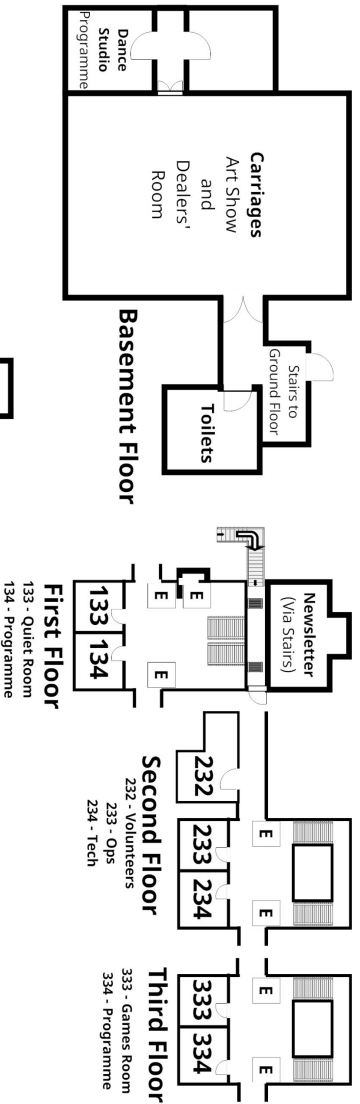 Dance
Studio
Programme
Carriages
Art Show
and
Dealers'
Room
Stairs to
Ground Floor
Toilets
Basement Floor
Newsletter
(Via Stairs)
E
E
E
133
134
First Floor
133 - Quiet Room
134 - Programme
E
E
232
233
234
Second Floor
232 - Volunteers
233 - Ops
234 - Tech
E
E
333
334
Third Floor
333 - Games Room
334 - Programme